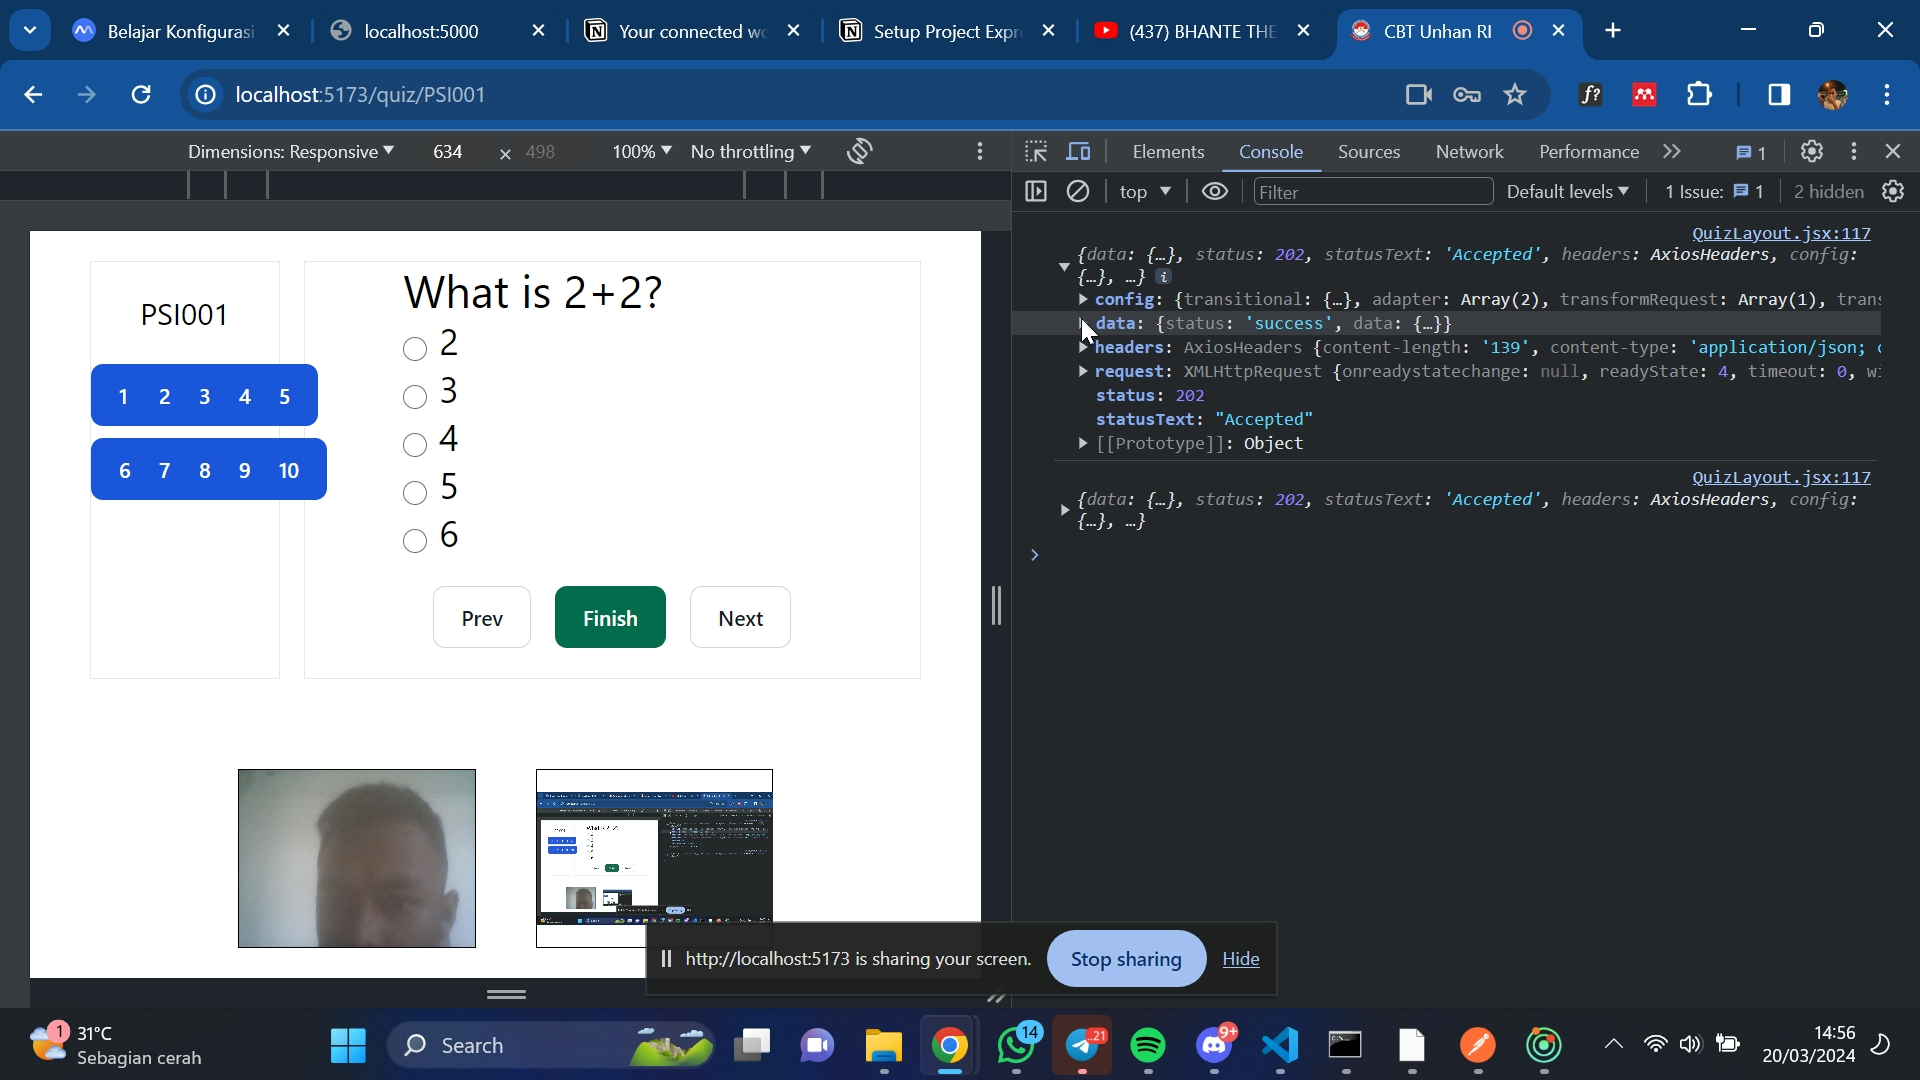 Belajar Konfigurasi
localhost:5000
Your connected wo
Setup Project Expre
(437) BHANTE THE
CBT Unhan RI
localhost:5173/quiz/PSI001
f?
Dimensions: Responsive
634
×
498
100%
No throttling
Elements
Console
Sources
Network
Performance
1
top
Filter
Default levels
1 Issue:
1
2 hidden
PSI001
1 2 3 4 5
6 7 8 9 10
What is 2+2?
2
3
4
5
6
Prev
Finish
Next
QuizLayout.jsx:117
{data: {…}, status: 202, statusText: 'Accepted', headers: AxiosHeaders, config:
{…}, …}
config: {transitional: {…}, adapter: Array(2), transformRequest: Array(1), trans
data: {status: 'success', data: {…}}
headers: AxiosHeaders {content-length: '139', content-type: 'application/json; c
request: XMLHttpRequest {onreadystatechange: null, readyState: 4, timeout: 0, wi
status: 202
statusText: "Accepted"
[[Prototype]]: Object
QuizLayout.jsx:117
{data: {…}, status: 202, statusText: 'Accepted', headers: AxiosHeaders, config:
{…}, …}
http://localhost:5173 is sharing your screen.
Stop sharing
Hide
1
31°C
Sebagian cerah
Search
14
21
9+
14:56
20/03/2024